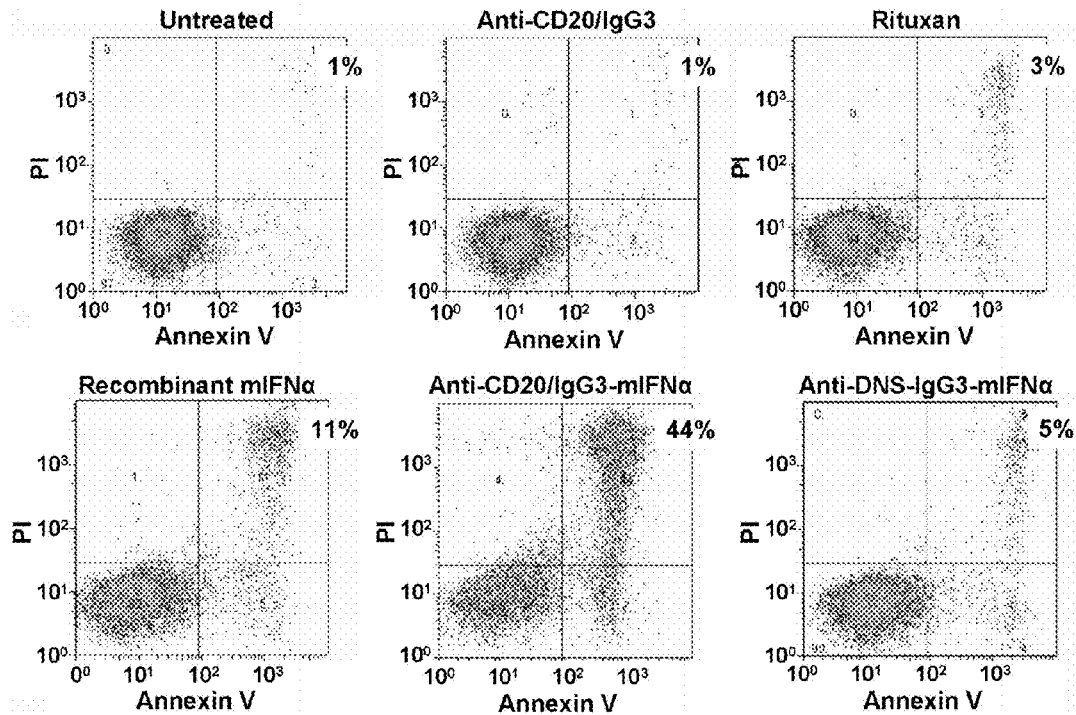 Untreated
1%
PI
10³
10²
10¹
10⁰
10⁰ 10¹ 10² 10³
Annexin V
Anti-CD20/IgG3
1%
PI
10³
10²
10¹
10⁰
10⁰ 10¹ 10² 10³
Annexin V
Rituxan
3%
PI
10³
10²
10¹
10⁰
10⁰ 10¹ 10² 10³
Annexin V
Recombinant mIFNα
11%
PI
10³
10²
10¹
10⁰
10⁰ 10¹ 10² 10³
Annexin V
Anti-CD20/IgG3-mIFNα
44%
PI
10³
10²
10¹
10⁰
10⁰ 10¹ 10² 10³
Annexin V
Anti-DNS-IgG3-mIFNα
5%
PI
10³
10²
10¹
10⁰
10⁰ 10¹ 10² 10³
Annexin V